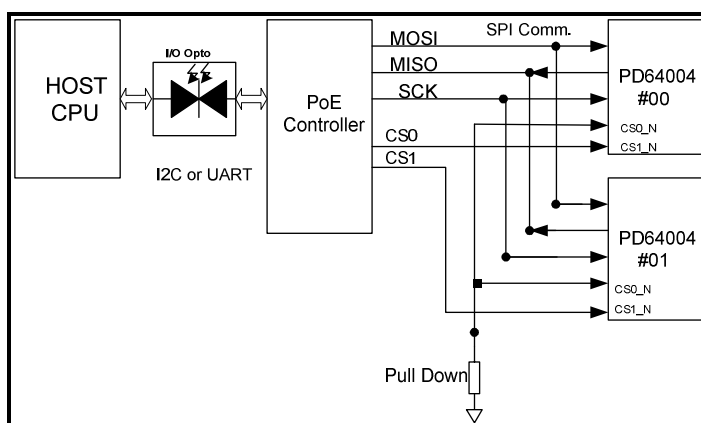 HOST
CPU
I/O Opto
I2C or UART
PoE
Controller
MOSI
MISO
SCK
CS0
CS1
SPI Comm.
PD64004
#00
CS0_N
CS1_N
PD64004
#01
CS0_N
CS1_N
Pull Down